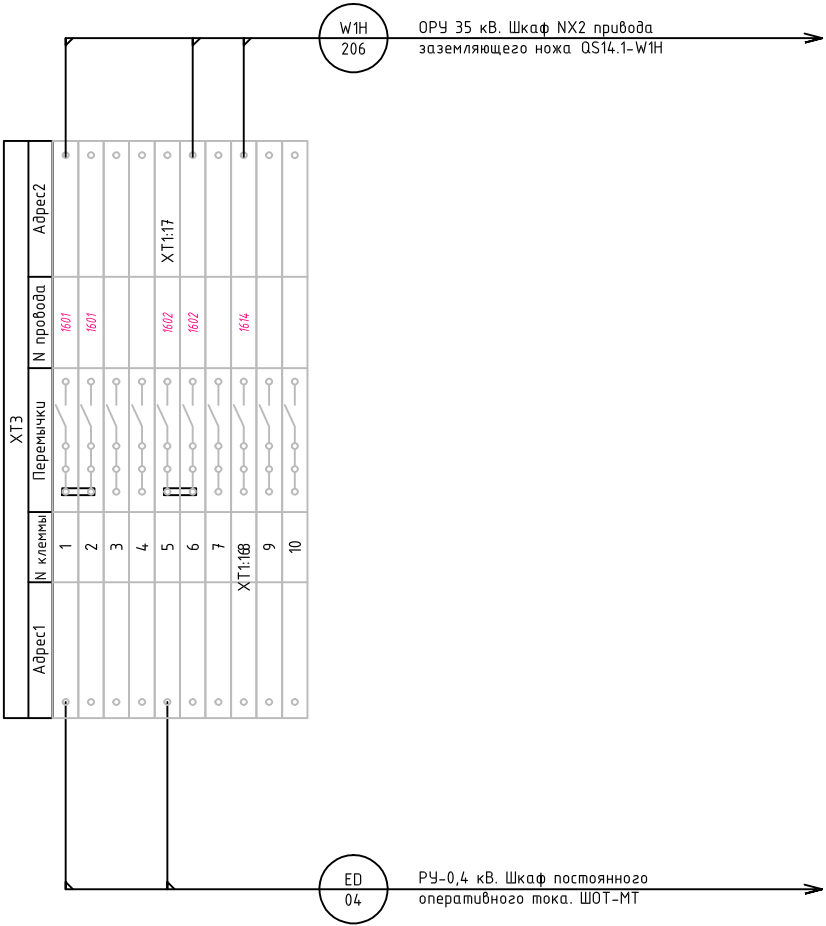 W1H
206
ОРУ 35 кВ. Шкаф NX2 привода
заземляющего ножа QS14.1-W1H
XT3
Адрес2
XT1:17
N провода
1601
1601
1602
1602
1614
Перемычки
N клеммы
1
2
3
4
5
6
7
8
9
10
XT1:16
Адрес1
ED
04
РУ-0,4 кВ. Шкаф постоянного
оперативного тока. ШОТ-МТ